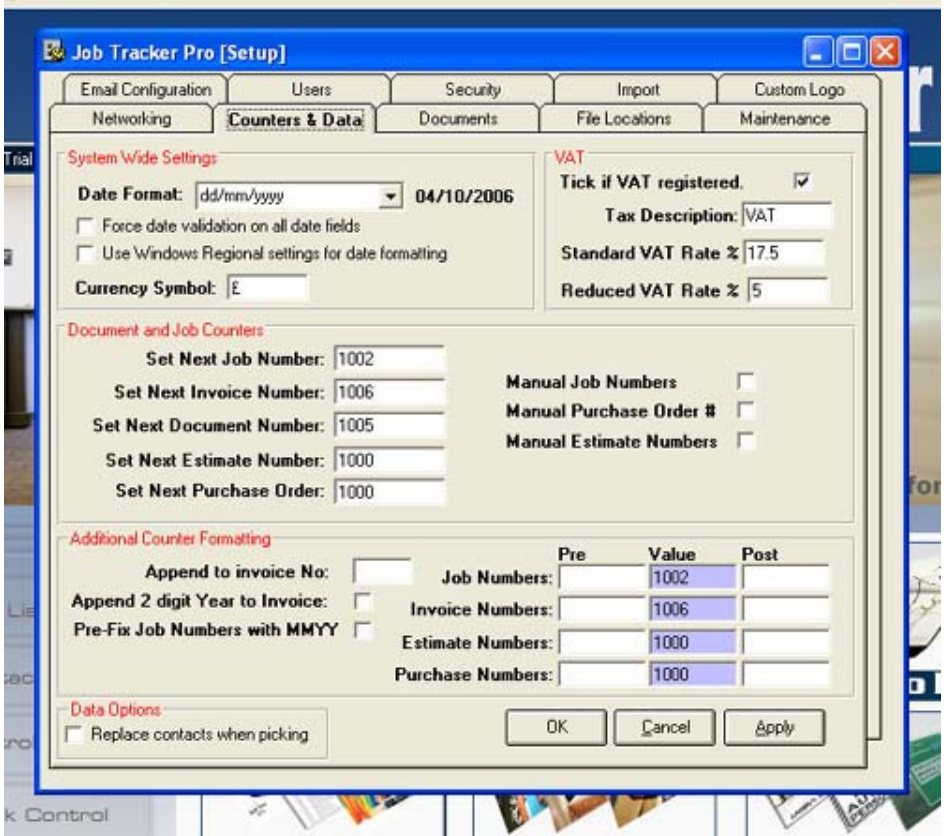 Job Tracker Pro [Setup]
Email Configuration Users Security Import Custom Logo
Networking Counters & Data Documents File Locations Maintenance
Trial
System Wide Settings
Date Format: dd/mm/yyyy 04/10/2006
Force date validation on all date fields
Use Windows Regional settings for date formatting
Currency Symbol: £
VAT
Tick if VAT registered.
Tax Description: VAT
Standard VAT Rate % 17.5
Reduced VAT Rate % 5
Document and Job Counters
Set Next Job Number: 1002
Set Next Invoice Number: 1006
Set Next Document Number: 1005
Set Next Estimate Number: 1000
Set Next Purchase Order: 1000
Manual Job Numbers
Manual Purchase Order #
Manual Estimate Numbers
for
Additional Counter Formatting
Append to invoice No:
Append 2 digit Year to Invoice:
Pre-Fix Job Numbers with MMYY
Pre Value Post
Job Numbers: 1002
Invoice Numbers: 1006
Estimate Numbers: 1000
Purchase Numbers: 1000
Data Options
Replace contacts when picking
OK Cancel Apply
k Control